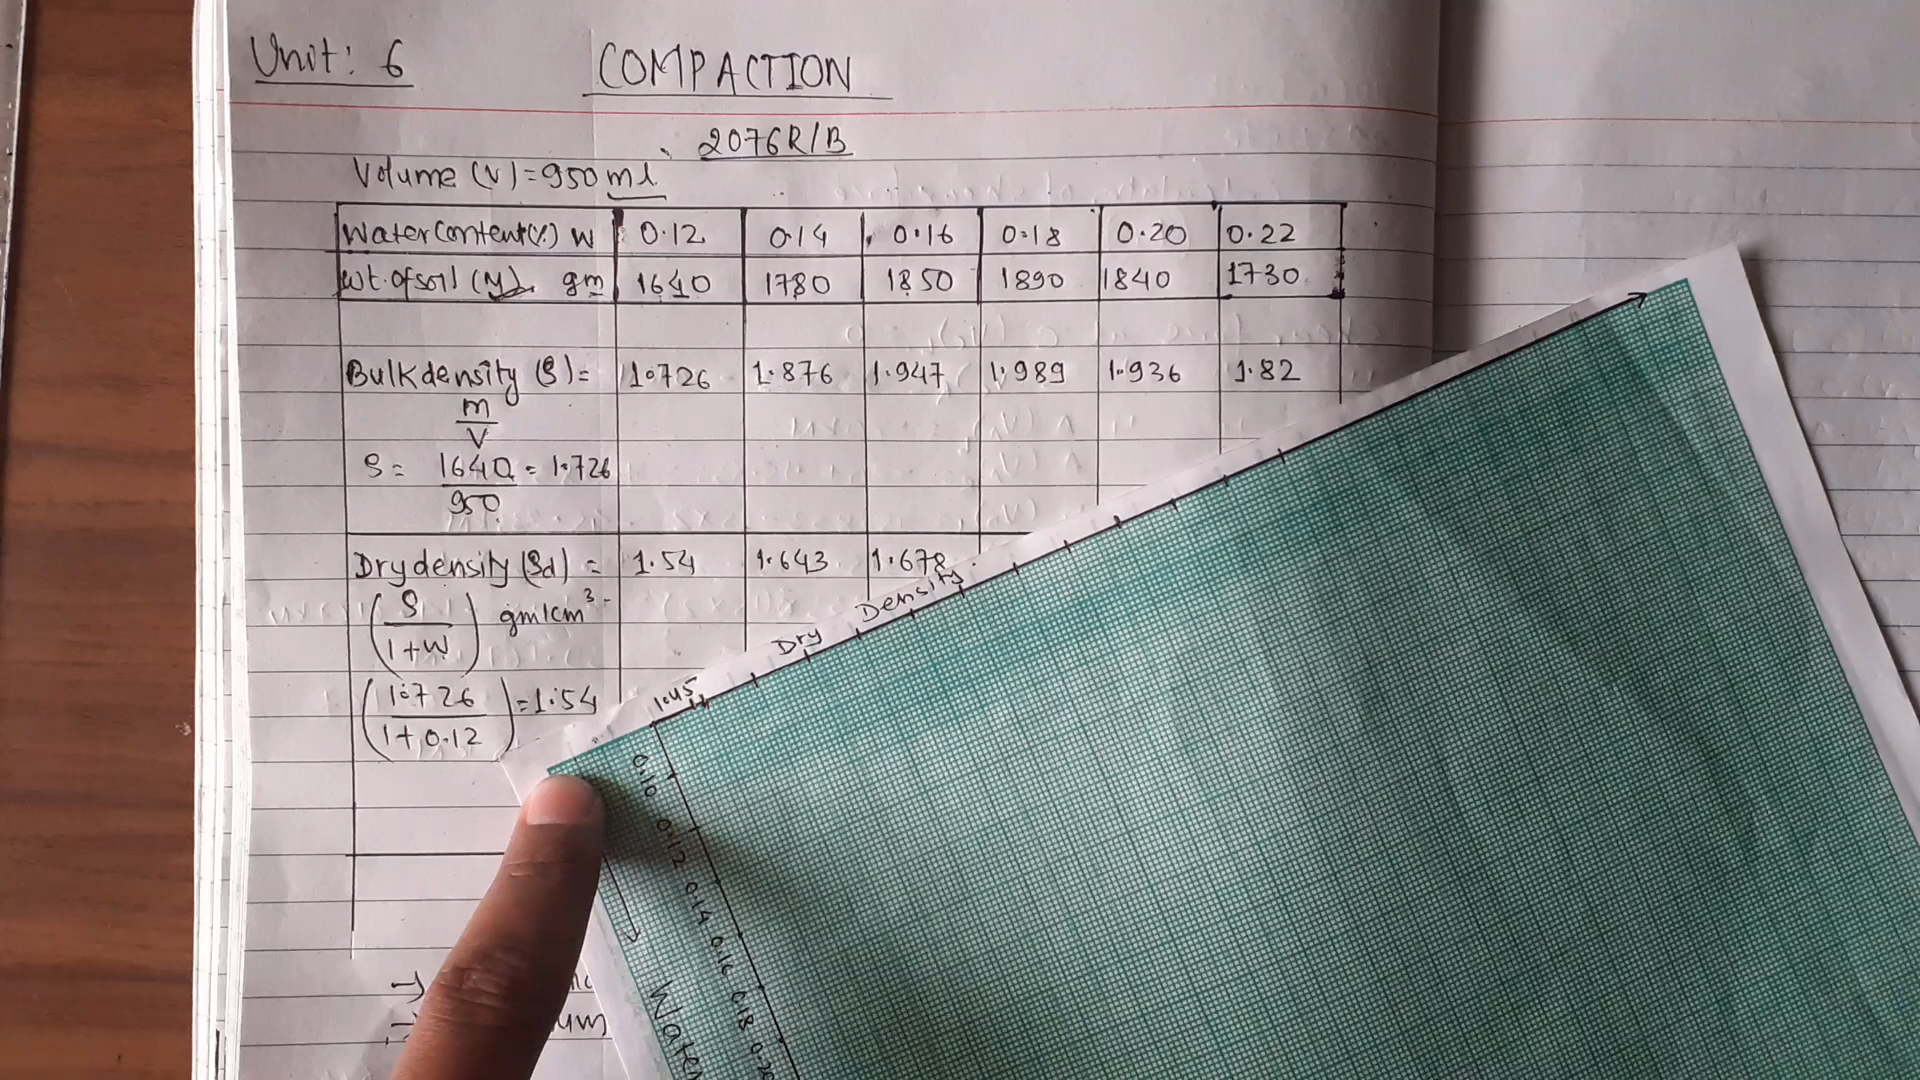 Unit: 6
COMPACTION
2076R/B
Volume (V) = 950 ml
Water Content(%) W 0.12 0.14 0.16 0.18 0.20 0.22
Wt. of soil (M) gm 1640 1780 1850 1890 1840 1730
Bulk density (S) = 1.726 1.876 1.947 1.989 1.936 1.82
m
V
S = 1640 = 1.726
950
Dry density (Sd) = 1.54 1.643 1.678
(S / 1+W) gm/cm³
(1.726 / 1+0.12) = 1.54
1.45 Dry Density
0.10 0.12 0.14 0.16 0.18 0.20
Water
um